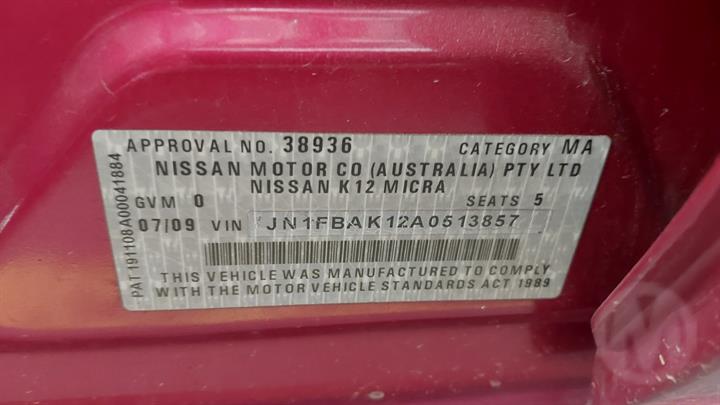 APPROVAL NO. 38936 CATEGORY MA
NISSAN MOTOR CO (AUSTRALIA) PTY LTD
NISSAN K12 MICRA
GVM 0 SEATS 5
07/09 VIN JN1FBAK12A0513857
THIS VEHICLE WAS MANUFACTURED TO COMPLY
WITH THE MOTOR VEHICLE STANDARDS ACT 1989
PAT 191108A00041884